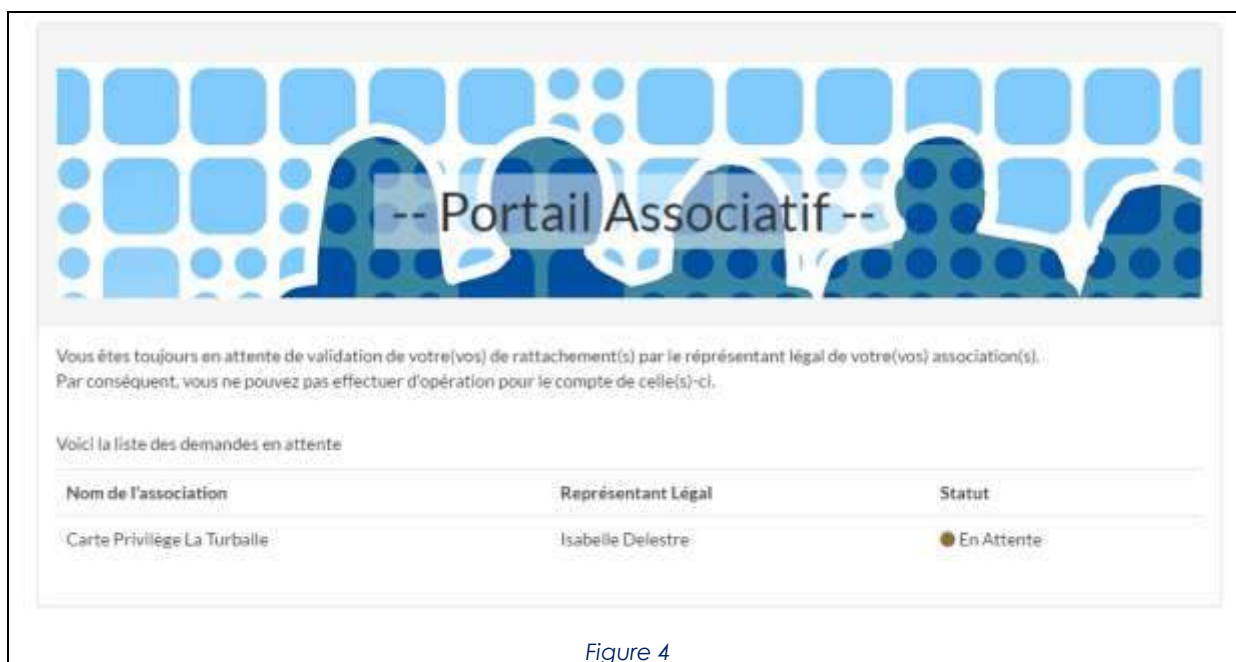 -- Portail Associatif --
Vous êtes toujours en attente de validation de votre(vos) de rattachement(s) par le réprésentant légal de votre(vos) association(s).
Par conséquent, vous ne pouvez pas effectuer d'opération pour le compte de celle(s)-ci.
Voici la liste des demandes en attente
Nom de l'association Représentant Légal Statut
Carte Privilège La Turballe Isabelle Delestre En Attente
Figure 4